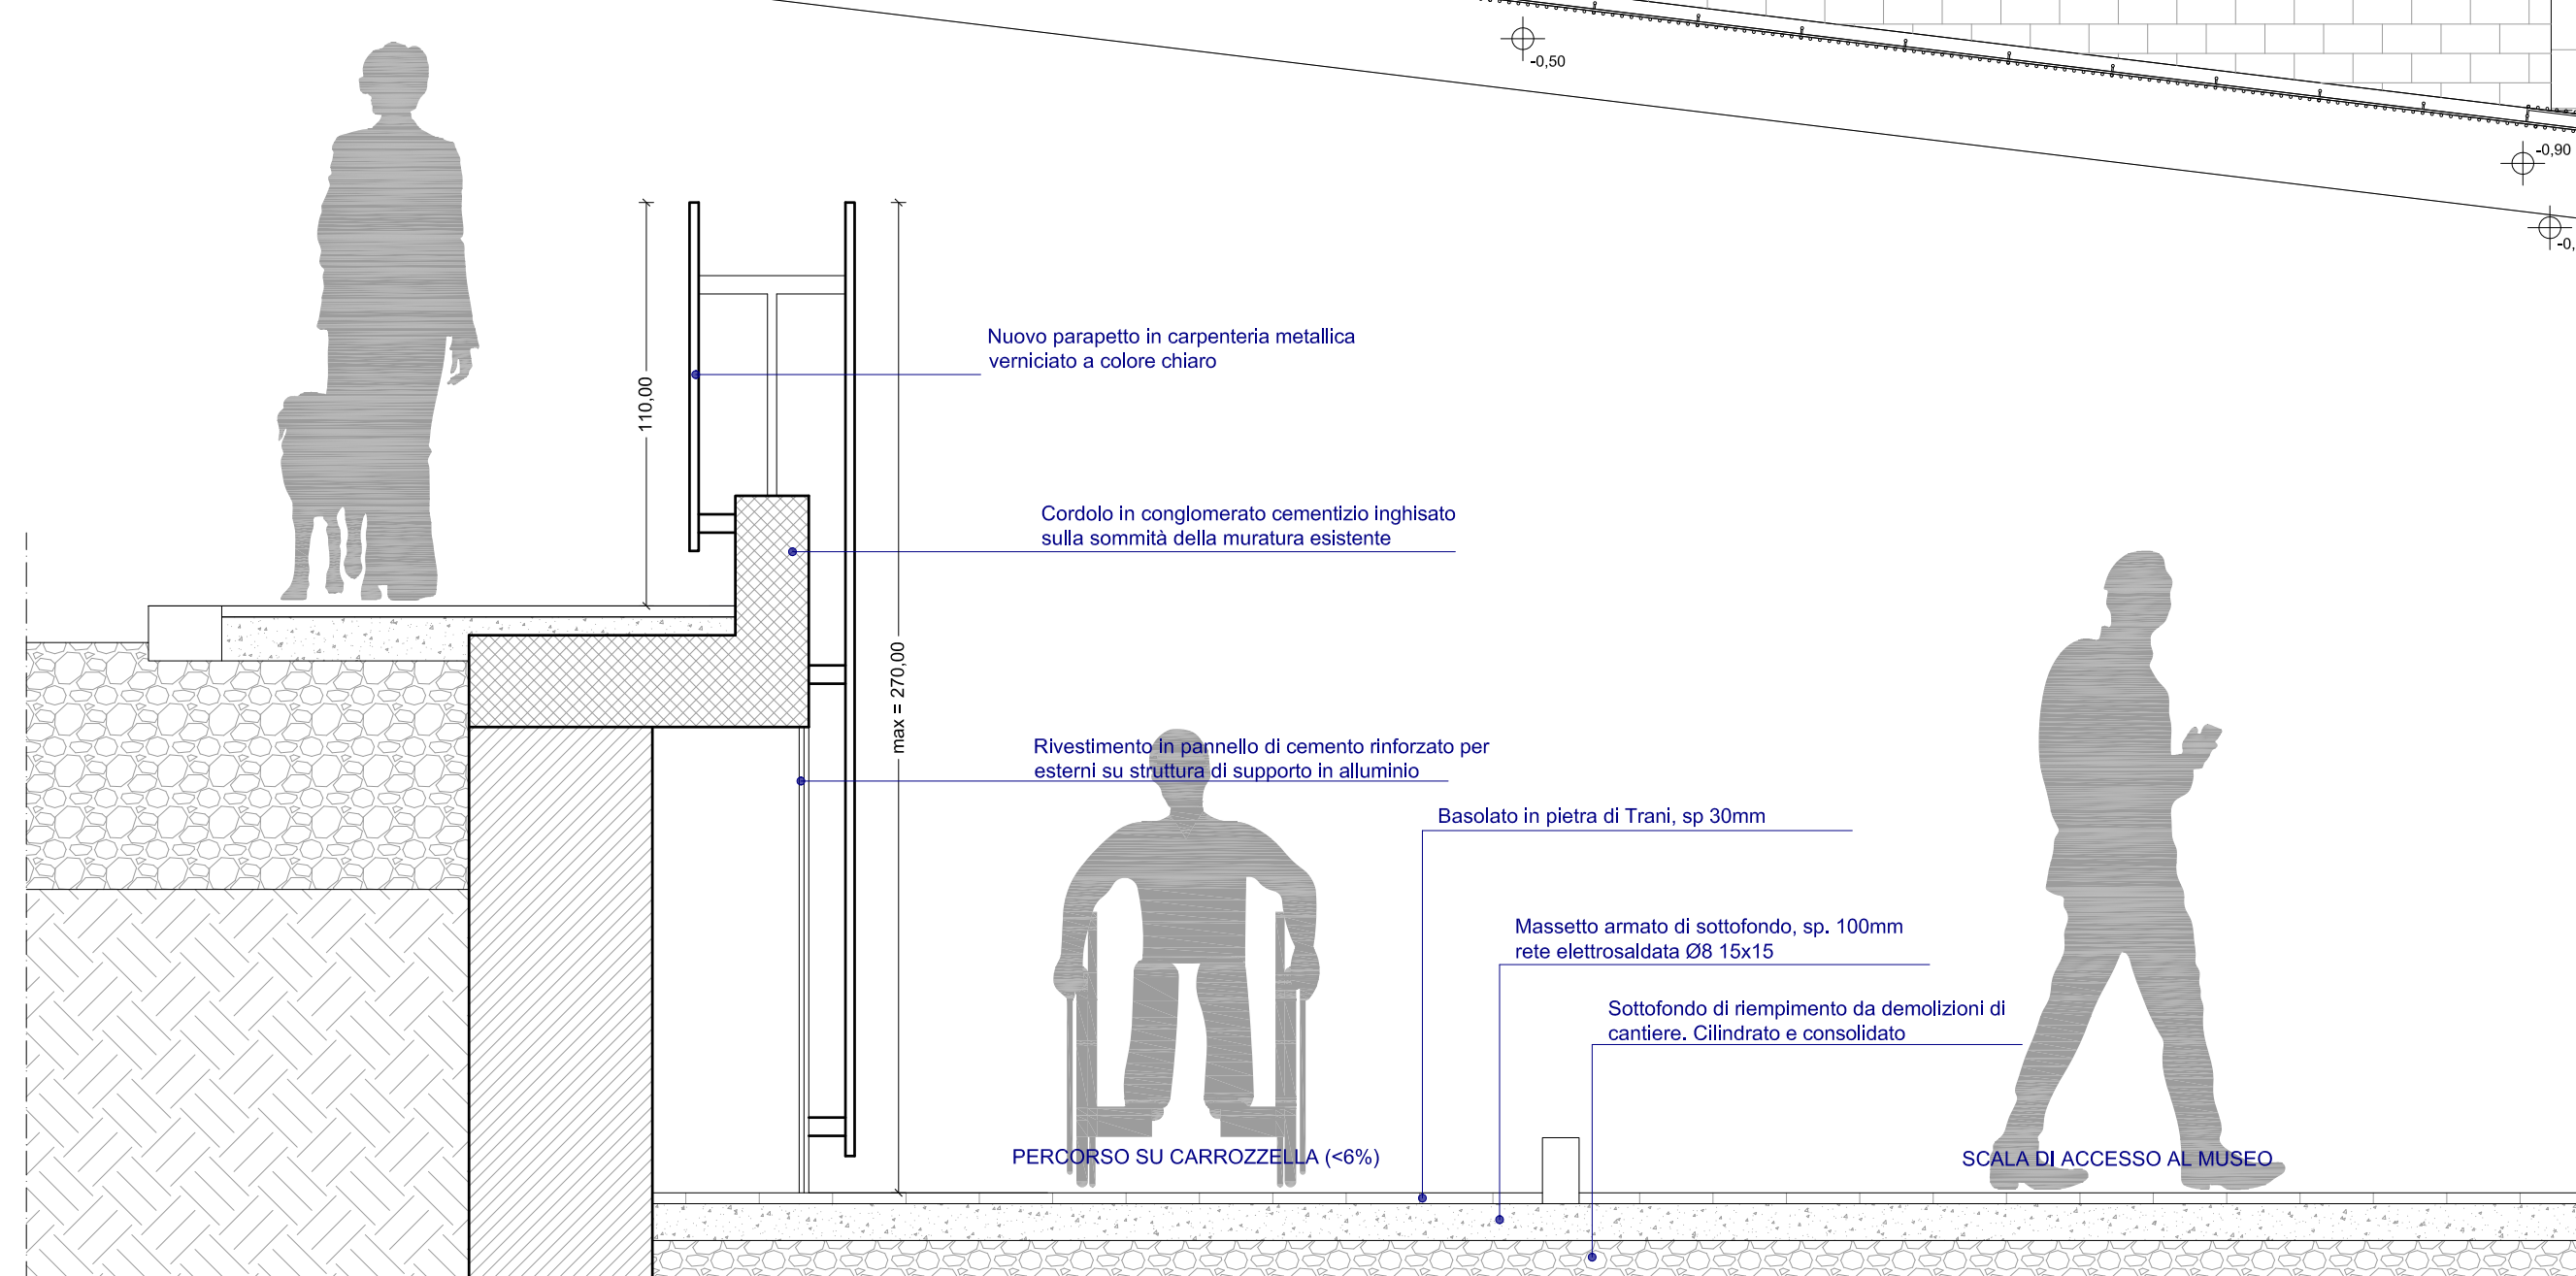 -0,50
-0,90
-0,
110,00
Nuovo parapetto in carpenteria metallica
verniciato a colore chiaro
Cordolo in conglomerato cementizio inghisato
sulla sommità della muratura esistente
max = 270,00
Rivestimento in pannello di cemento rinforzato per
esterni su struttura di supporto in alluminio
Basolato in pietra di Trani, sp 30mm
Massetto armato di sottofondo, sp. 100mm
rete elettrosaldata Ø8 15x15
Sottofondo di riempimento da demolizioni di
cantiere. Cilindrato e consolidato
PERCORSO SU CARROZZELLA (<6%)
SCALA DI ACCESSO AL MUSEO